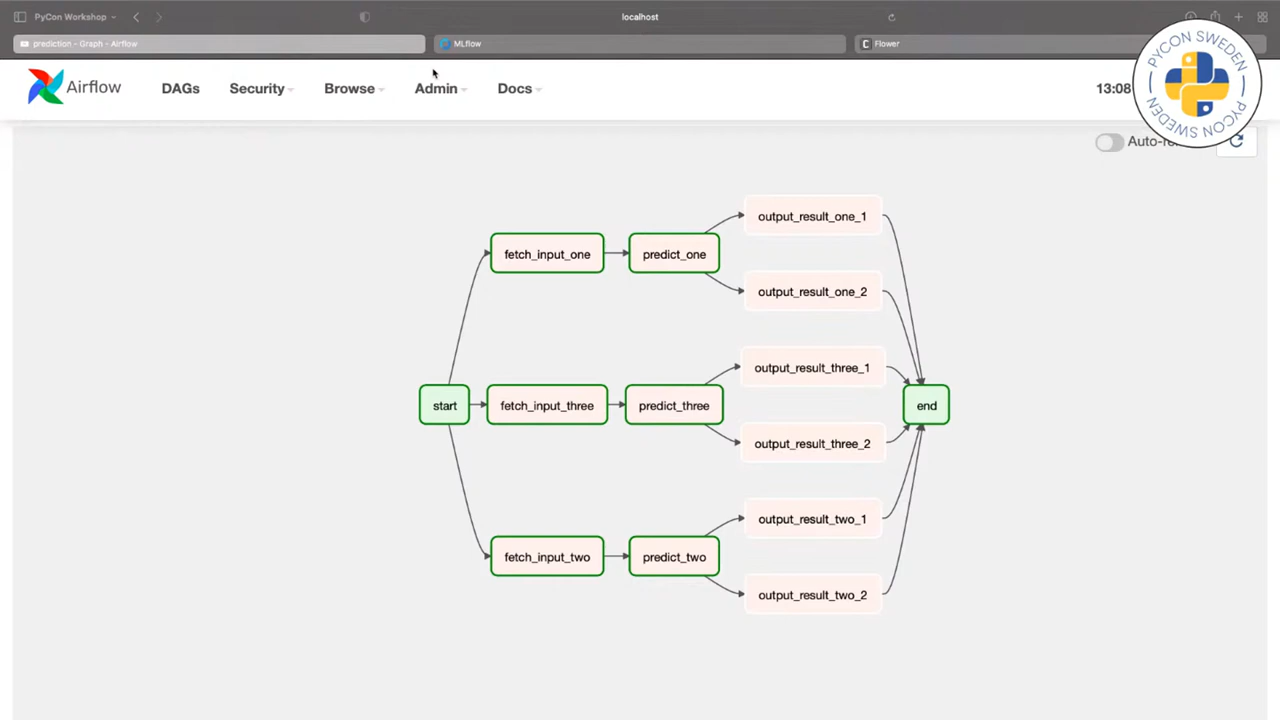 PyCon Workshop
localhost
prediction - Graph - Airflow
MLflow
C Flower
Airflow
DAGs
Security
Browse
Admin
Docs
13:08
PYCON SWEDEN
PYCON SWEDEN
Auto-re
output_result_one_1
fetch_input_one
predict_one
output_result_one_2
output_result_three_1
start
fetch_input_three
predict_three
end
output_result_three_2
output_result_two_1
fetch_input_two
predict_two
output_result_two_2